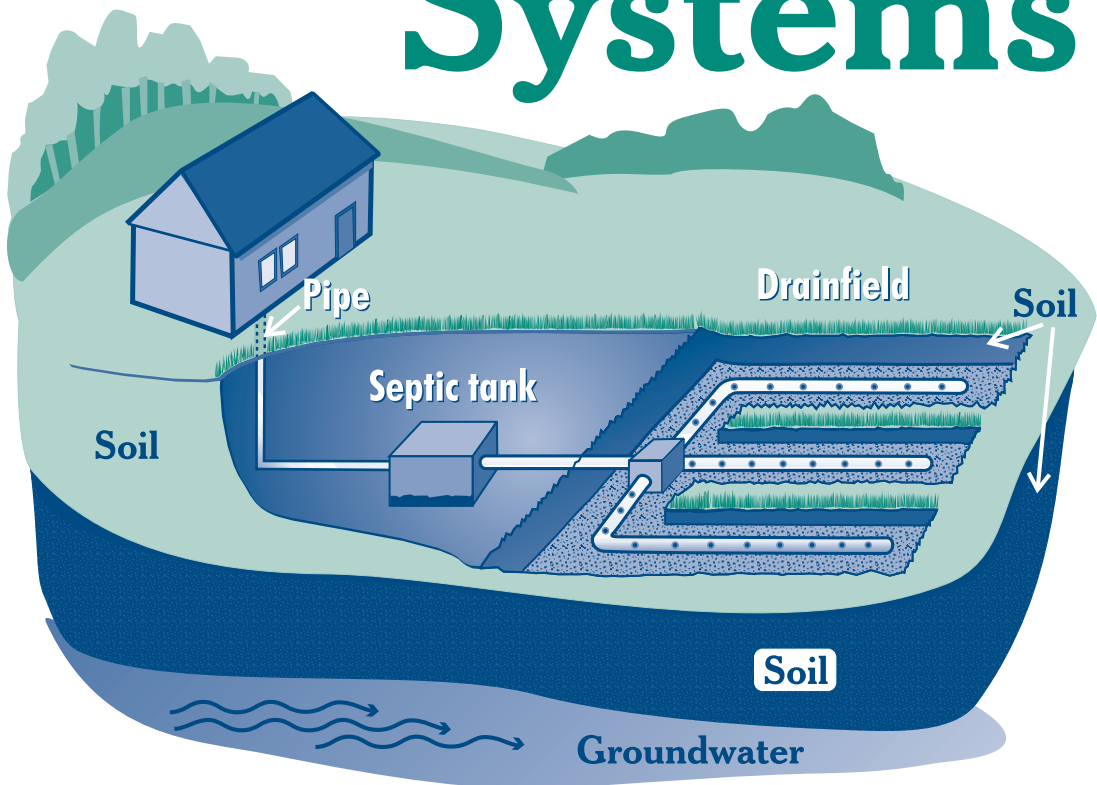 Systems
Pipe
Drainfield
Soil
Septic tank
Soil
Soil
Groundwater